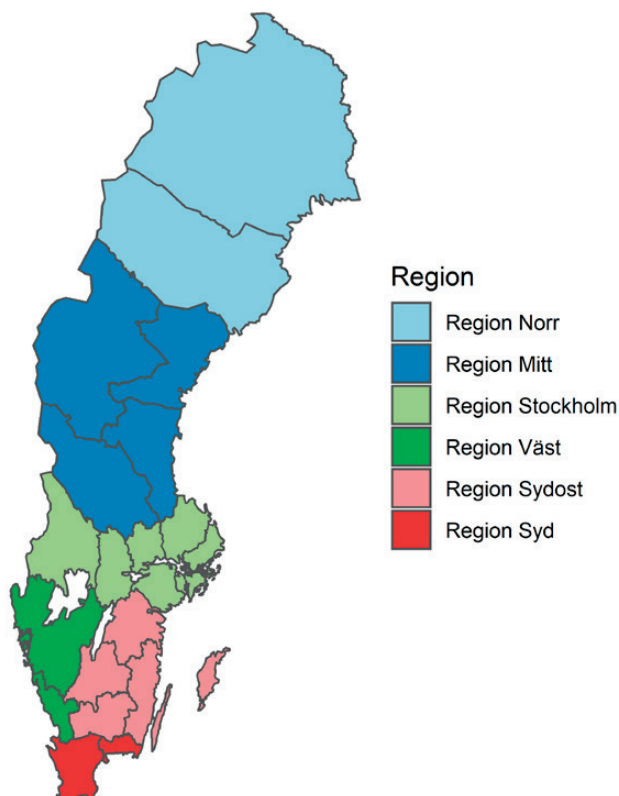 Region
Region Norr
Region Mitt
Region Stockholm
Region Väst
Region Sydost
Region Syd